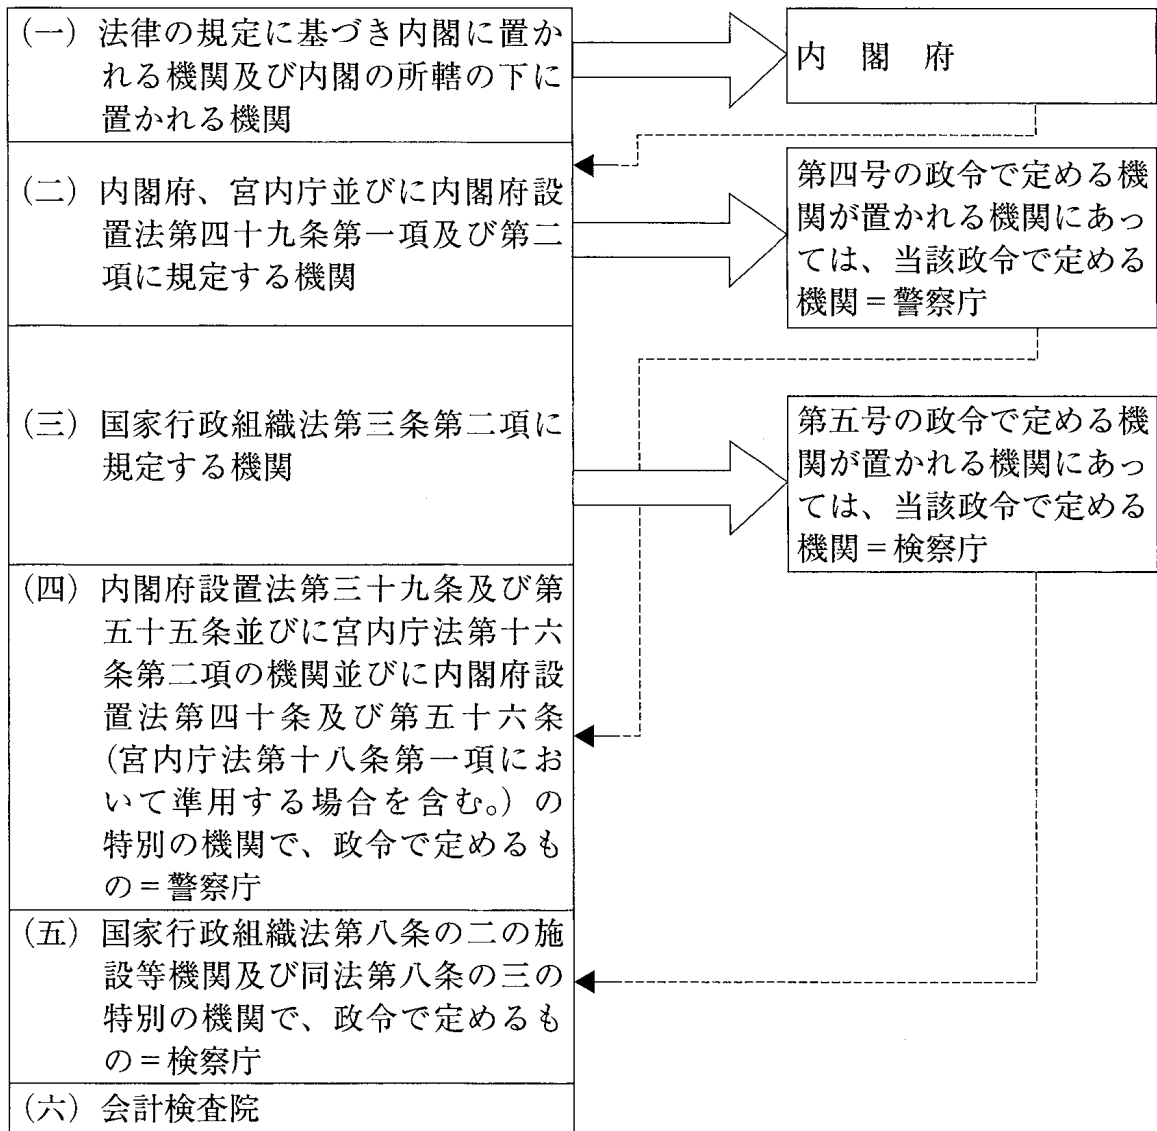 (一) 法律の規定に基づき内閣に置か
れる機関及び内閣の所轄の下に
置かれる機関
内 閣 府
(二) 内閣府、宮内庁並びに内閣府設
置法第四十九条第一項及び第二
項に規定する機関
第四号の政令で定める機
関が置かれる機関にあっ
ては、当該政令で定める
機関＝警察庁
(三) 国家行政組織法第三条第二項に
規定する機関
第五号の政令で定める機
関が置かれる機関にあっ
ては、当該政令で定める
機関＝検察庁
(四) 内閣府設置法第三十九条及び第
五十五条並びに宮内庁法第十六
条第二項の機関並びに内閣府設
置法第四十条及び第五十六条
(宮内庁法第十八条第一項にお
いて準用する場合を含む。)の
特別の機関で、政令で定めるも
の＝警察庁
(五) 国家行政組織法第八条の二の施
設等機関及び同法第八条の三の
特別の機関で、政令で定めるも
の＝検察庁
(六) 会計検査院